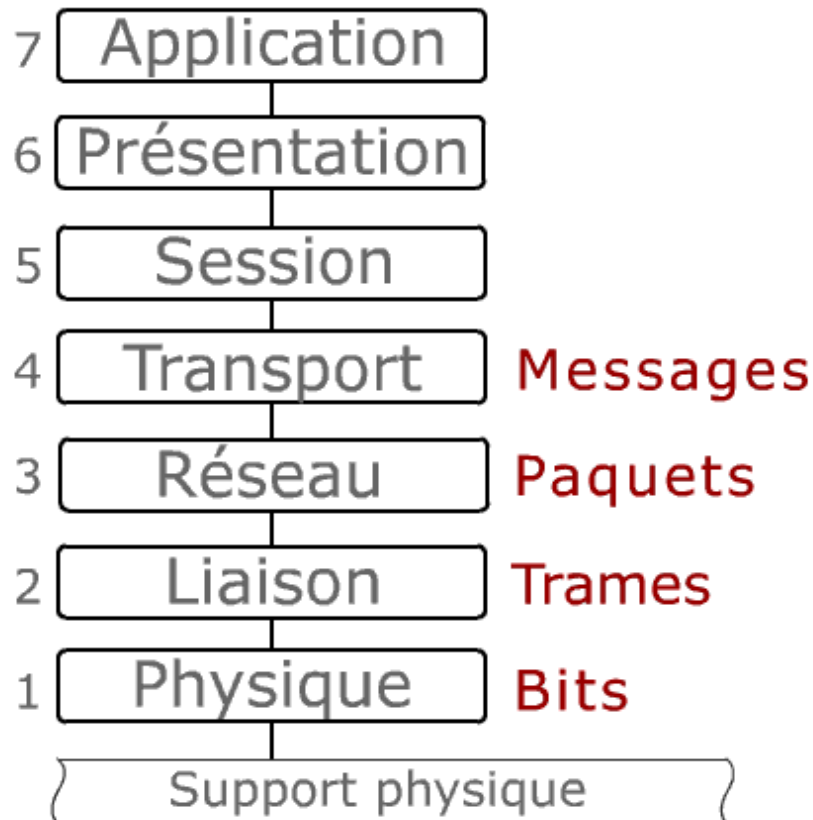 7 Application
6 Présentation
5 Session
4 Transport Messages
3 Réseau Paquets
2 Liaison Trames
1 Physique Bits
Support physique